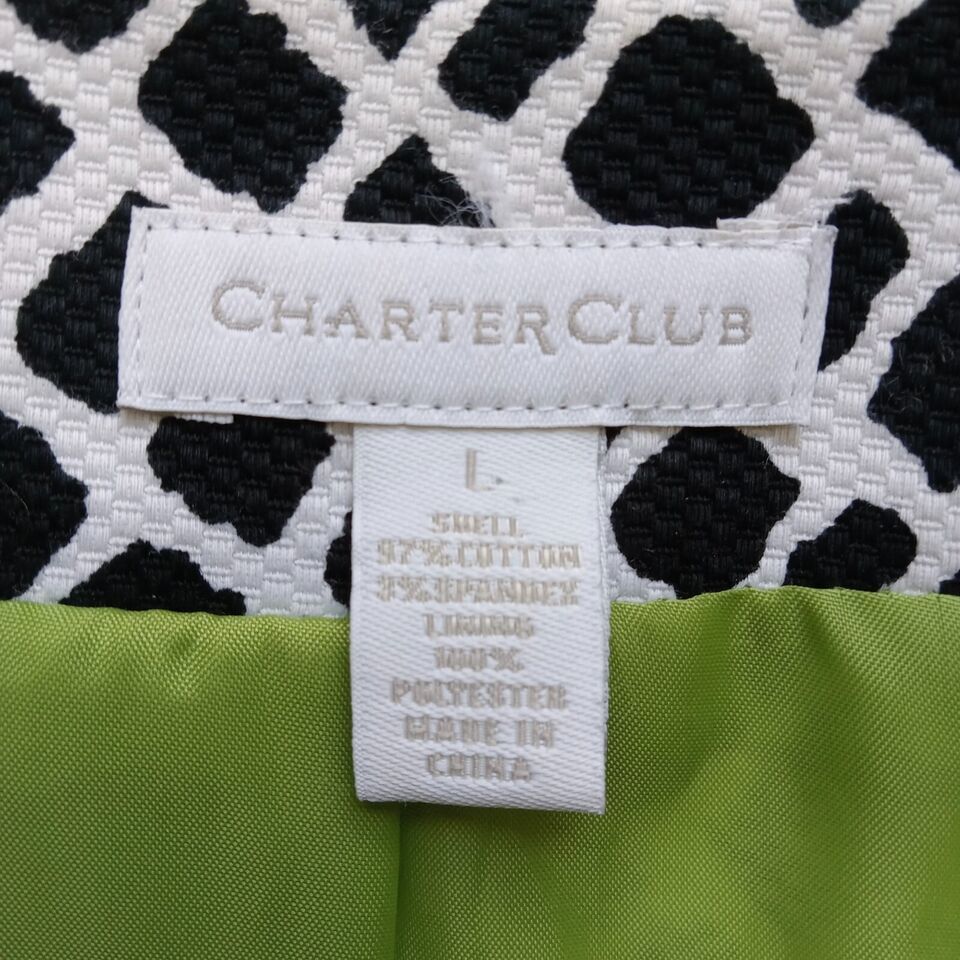 CHARTER CLUB
L
SHELL
97% COTTON
3% SPANDEX
LINING
100%
POLYESTER
MADE IN
CHINA